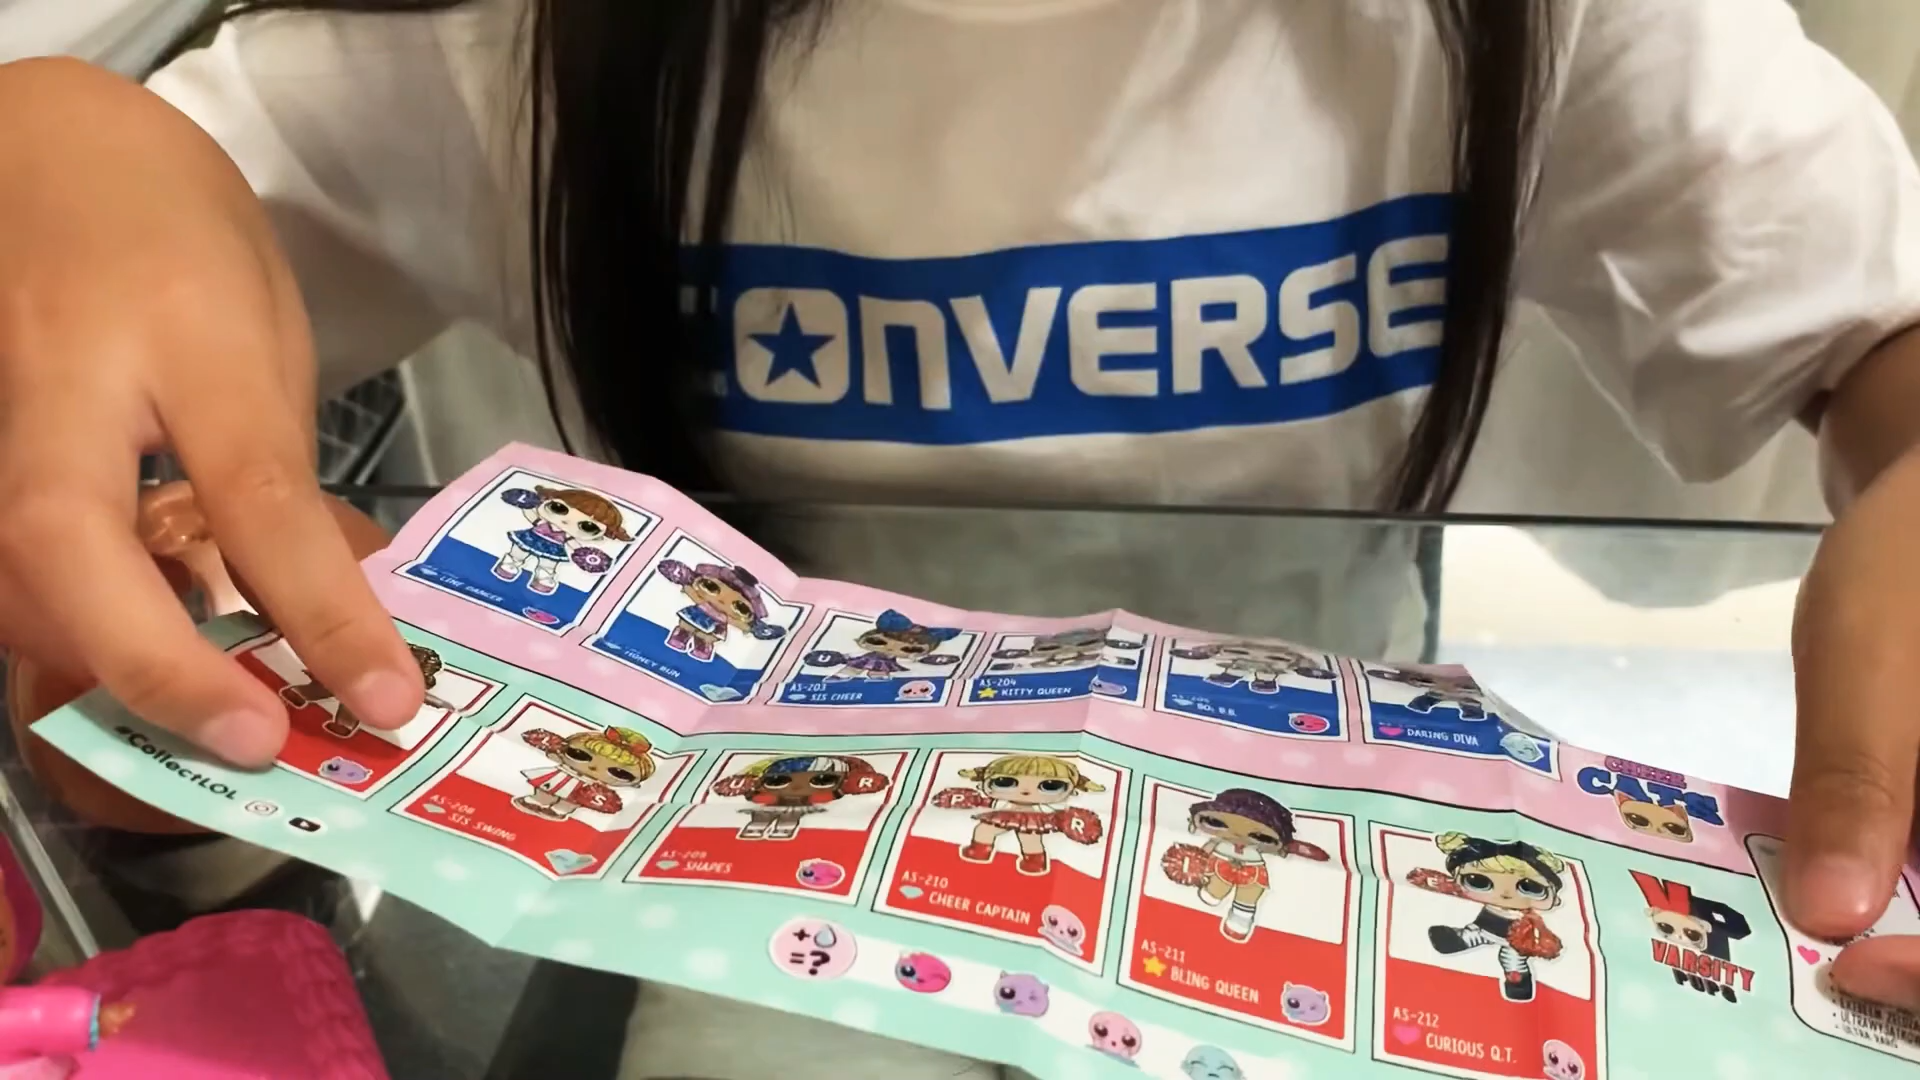 CONVERSE
LINE DANCER
HONEY BUN
AS-203
SIS CHEER
AS-204
KITTY QUEEN
80s B.B.
DARING DIVA
CHEER
CATS
#CollectLOL
AS-208
SIS SWING
AS-209
SHAPES
AS-210
CHEER CAPTAIN
AS-211
BLING QUEEN
AS-212
CURIOUS Q.T.
VP
VARSITY
POPS
+
=?